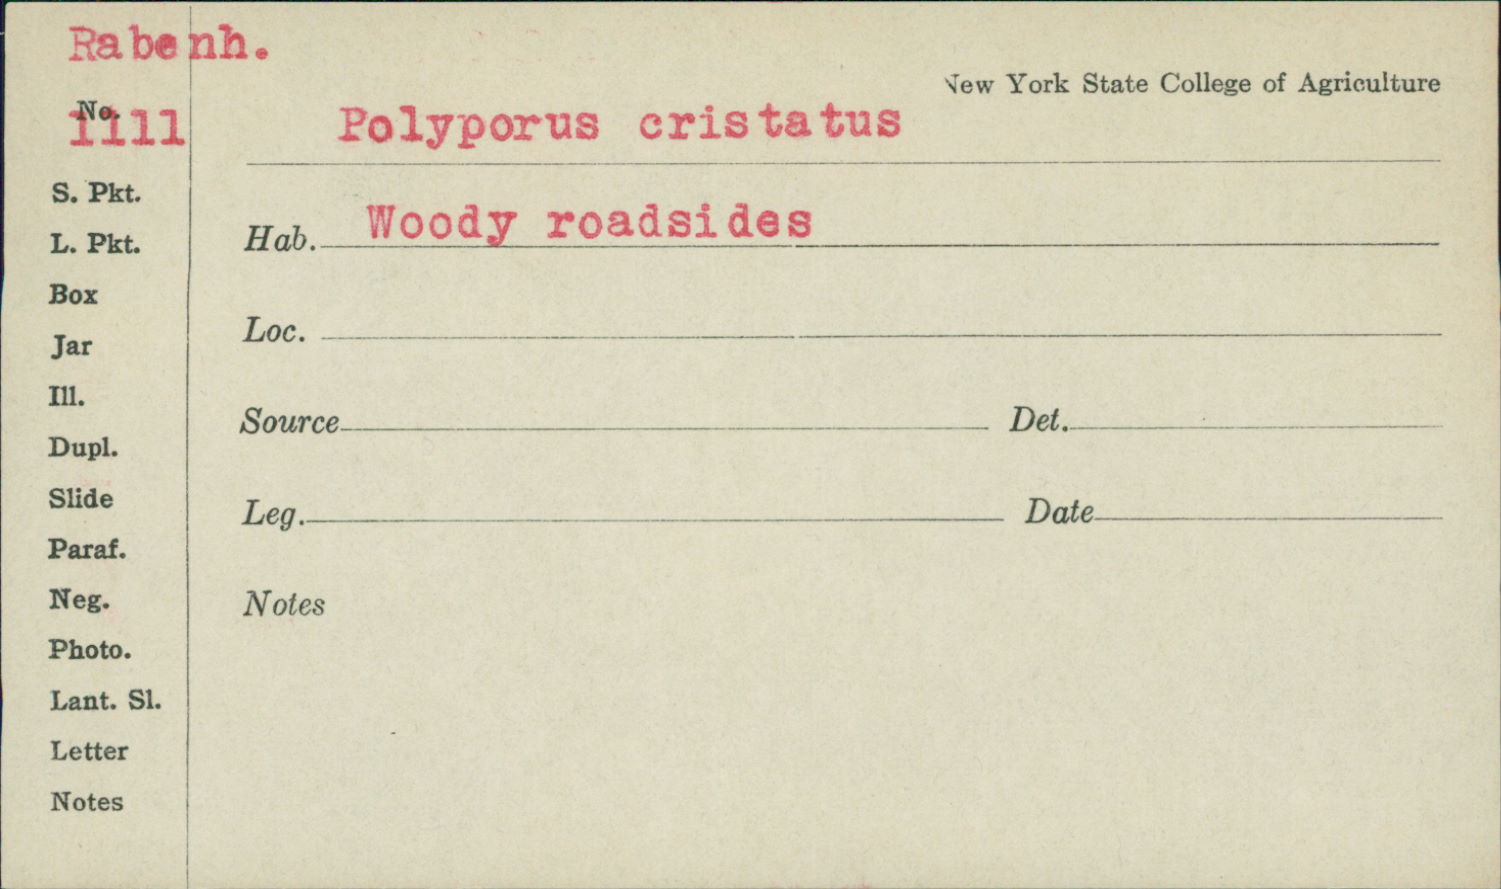 Rabenh.
New York State College of Agriculture
No.
1111
Polyporus cristatus
S. Pkt.
Hab. Woody roadsides
L. Pkt.
Box
Loc.
Jar
Ill.
Source Det.
Dupl.
Slide
Leg. Date
Paraf.
Neg.
Notes
Photo.
Lant. Sl.
Letter
Notes